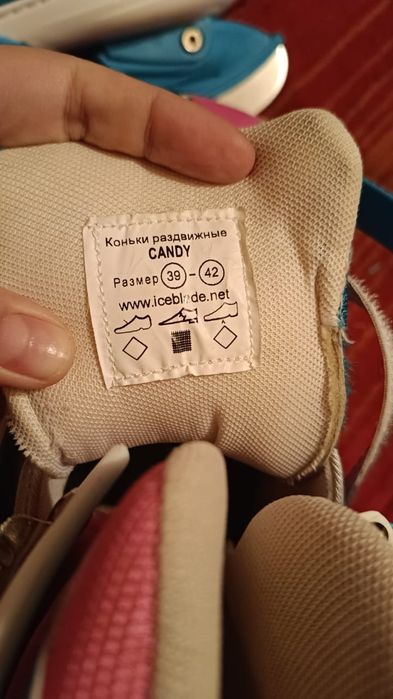 Коньки раздвижные
CANDY
Размер 39 - 42
www.iceblade.net